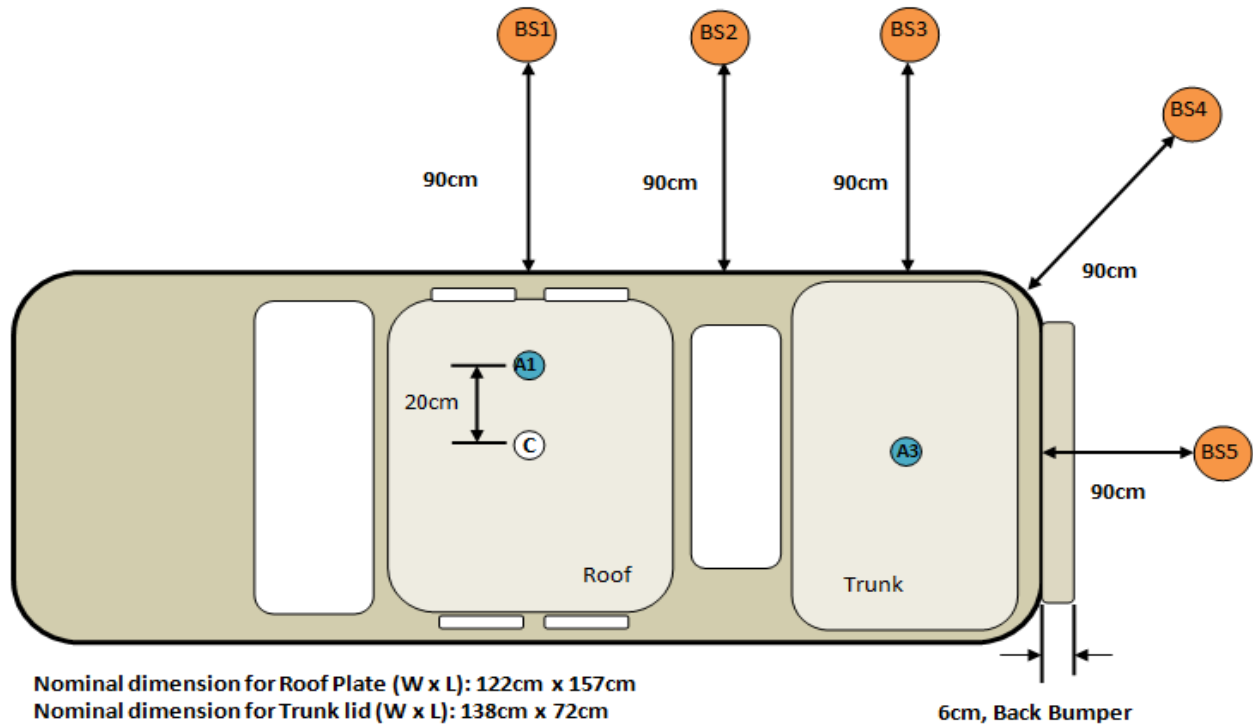 BS1
BS2
BS3
BS4
90cm
90cm
90cm
90cm
A1
20cm
C
A3
BS5
90cm
Roof
Trunk
Nominal dimension for Roof Plate (W x L): 122cm x 157cm
Nominal dimension for Trunk lid (W x L): 138cm x 72cm
6cm, Back Bumper